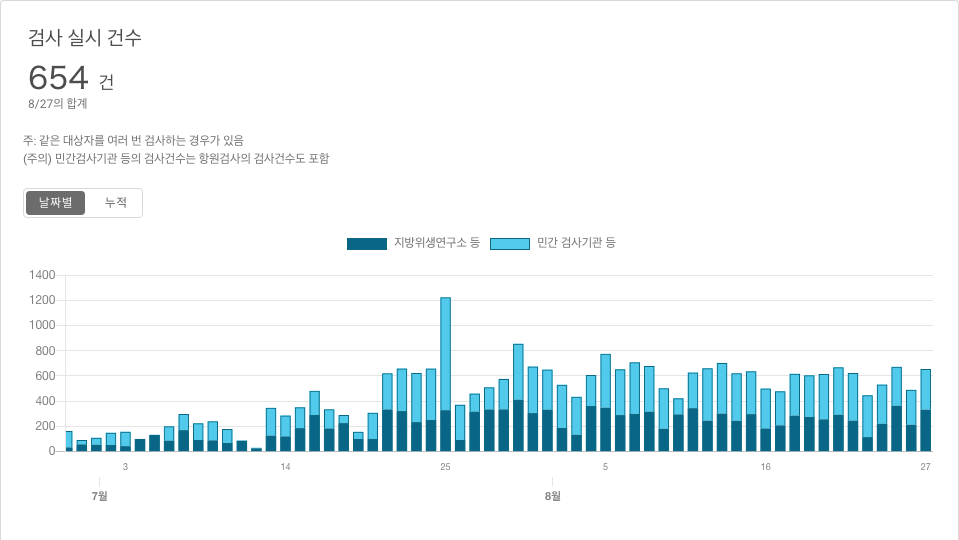 검사 실시 건수
654 건
8/27의 합계
주: 같은 대상자를 여러 번 검사하는 경우가 있음
(주의) 민간검사기관 등의 검사건수는 항원검사의 검사건수도 포함
날짜별 누적
지방위생연구소 등 민간 검사기관 등
1400
1200
1000
800
600
400
200
0
3 14 25 5 16 27
7월 8월